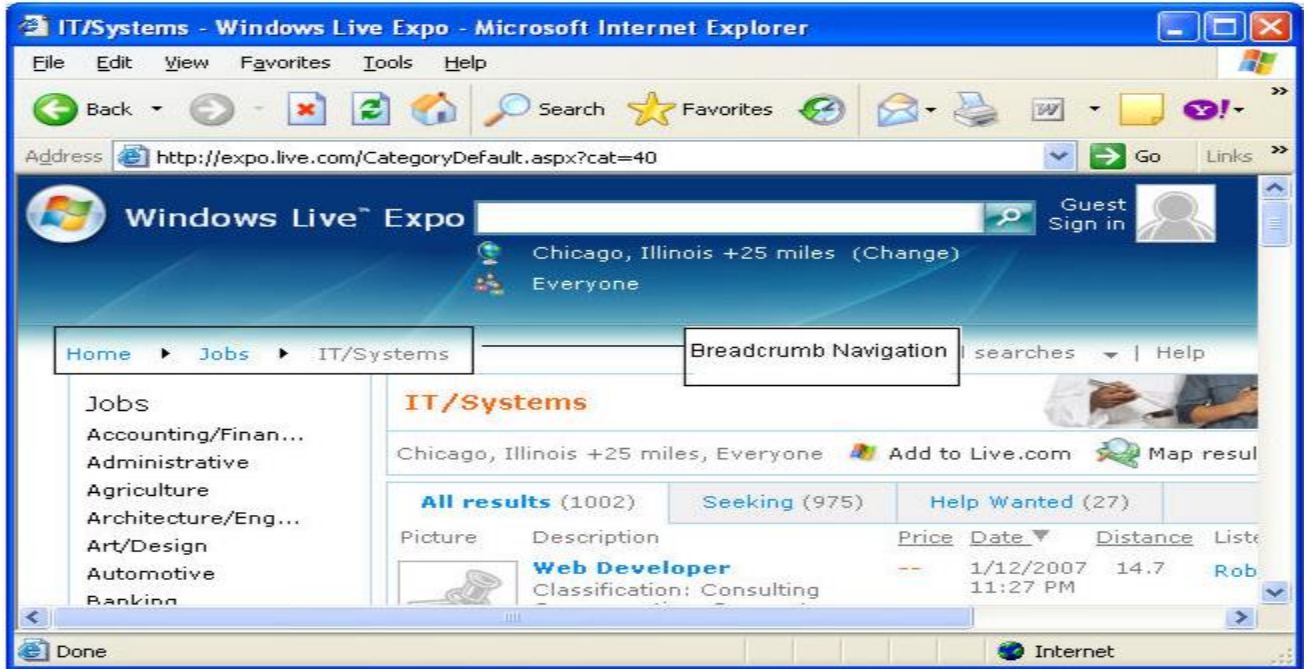 IT/Systems - Windows Live Expo - Microsoft Internet Explorer
File Edit View Favorites Tools Help
Back Search Favorites W Y! »
Address http://expo.live.com/CategoryDefault.aspx?cat=40 Go Links »
Windows Live™ Expo Guest
Sign in
Chicago, Illinois +25 miles (Change)
Everyone
Home Jobs IT/Systems Breadcrumb Navigation searches | Help
Jobs
Accounting/Finan...
Administrative
Agriculture
Architecture/Eng...
Art/Design
Automotive
Banking
IT/Systems
Chicago, Illinois +25 miles, Everyone Add to Live.com Map resul
All results (1002) Seeking (975) Help Wanted (27)
Picture Description Price Date Distance Liste
Web Developer -- 1/12/2007 14.7 Rob
Classification: Consulting 11:27 PM
Done Internet